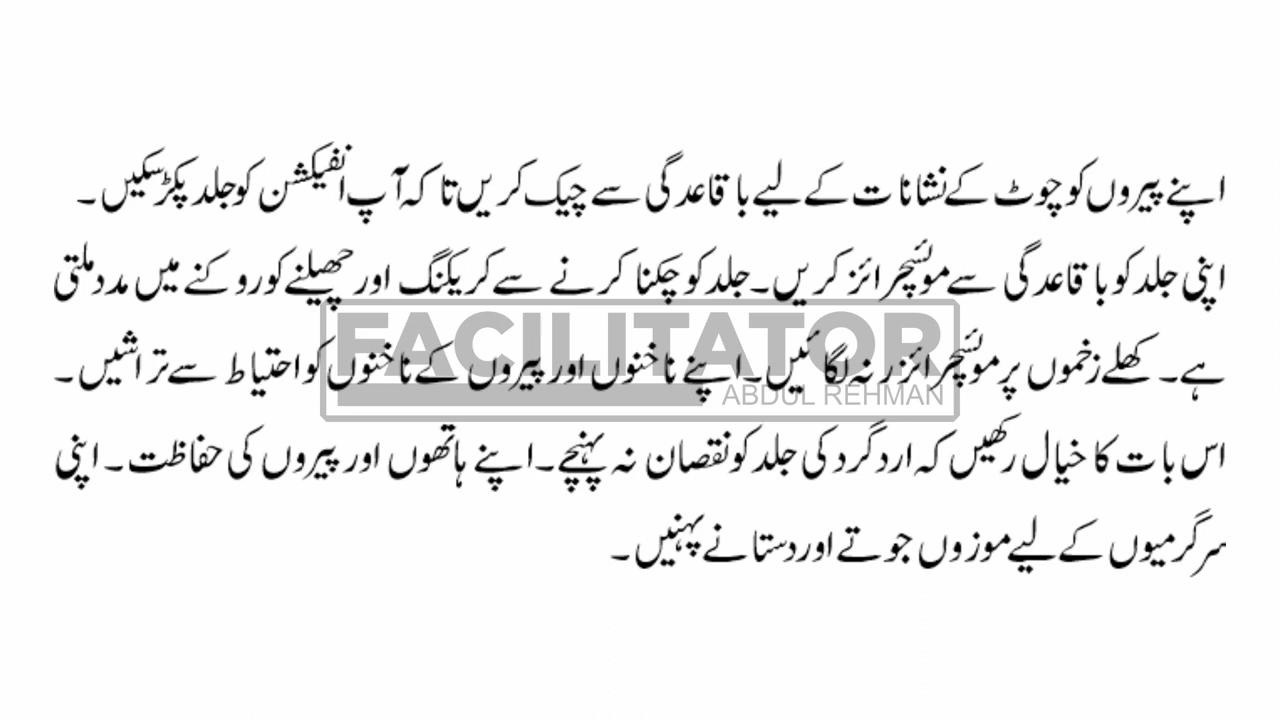 اپنے پیروں کو چوٹ کے نشانات کے لیے باقاعدگی سے چیک کریں تاکہ آپ انفیکشن کو جلد پکڑ سکیں۔
اپنی جلد کو باقاعدگی سے موئسچرائز کریں۔ جلد کو چکنا کرنے سے کریکنگ اور چھیلنے کو روکنے میں مدد ملتی
FACILITATOR
ہے۔ کھلے زخموں پر موئسچرائزر نہ لگائیں۔ اپنے ناخنوں اور پیروں کے ناخنوں کو احتیاط سے تراشیں۔
ABDUL REHMAN
اس بات کا خیال رکھیں کہ ارد گرد کی جلد کو نقصان نہ پہنچے۔ اپنے ہاتھوں اور پیروں کی حفاظت۔ اپنی
سرگرمیوں کے لیے موزوں جوتے اور دستانے پہنیں۔